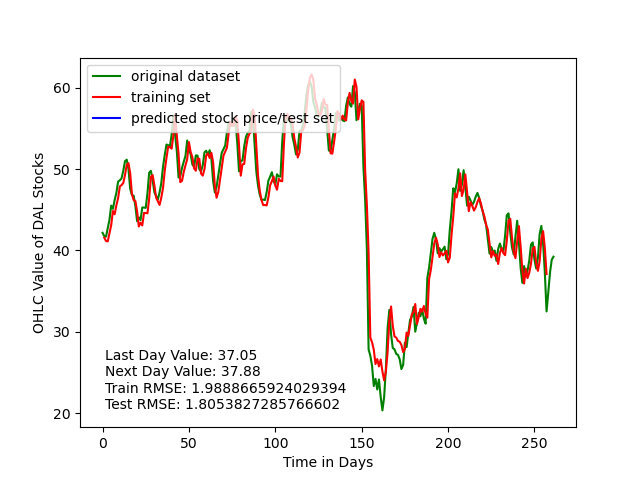 original dataset
training set
predicted stock price/test set
60
50
40
30
20
OHLC Value of DAL Stocks
Last Day Value: 37.05
Next Day Value: 37.88
Train RMSE: 1.9888665924029394
Test RMSE: 1.8053827285766602
0 50 100 150 200 250
Time in Days